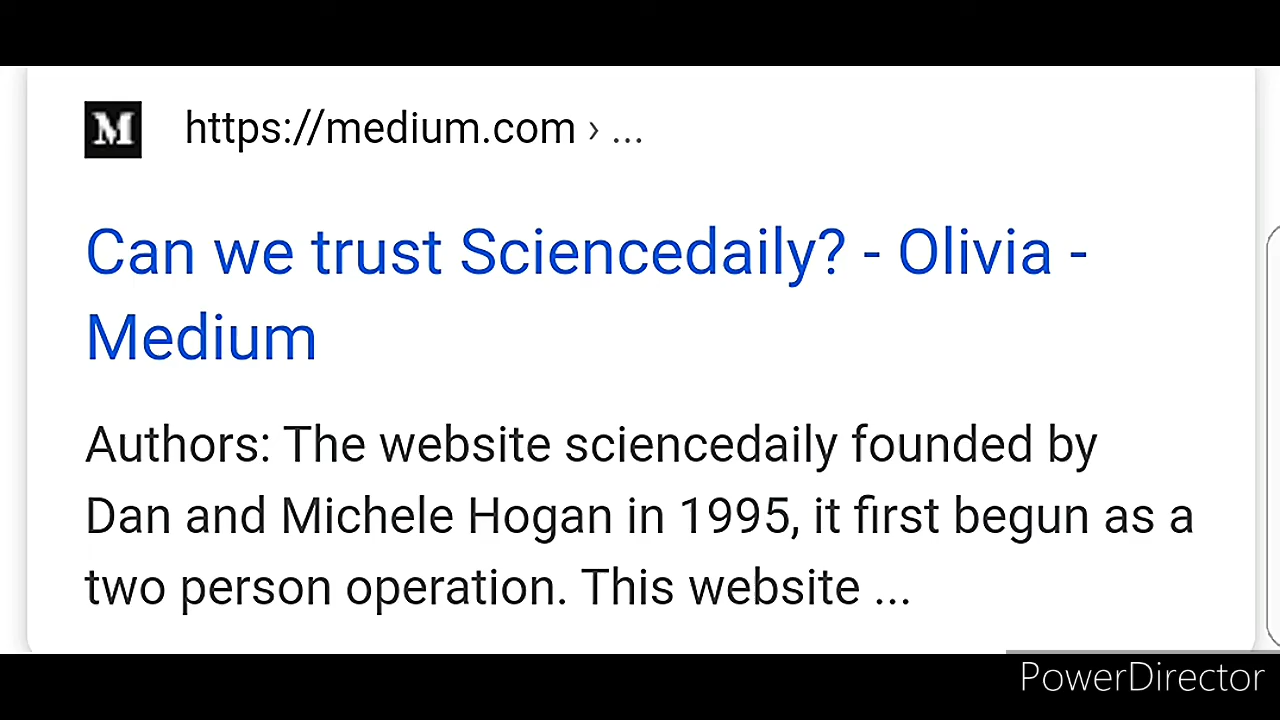 M
https://medium.com › ...
Can we trust Sciencedaily? - Olivia -
Medium
Authors: The website sciencedaily founded by
Dan and Michele Hogan in 1995, it first begun as a
two person operation. This website ...
PowerDirector